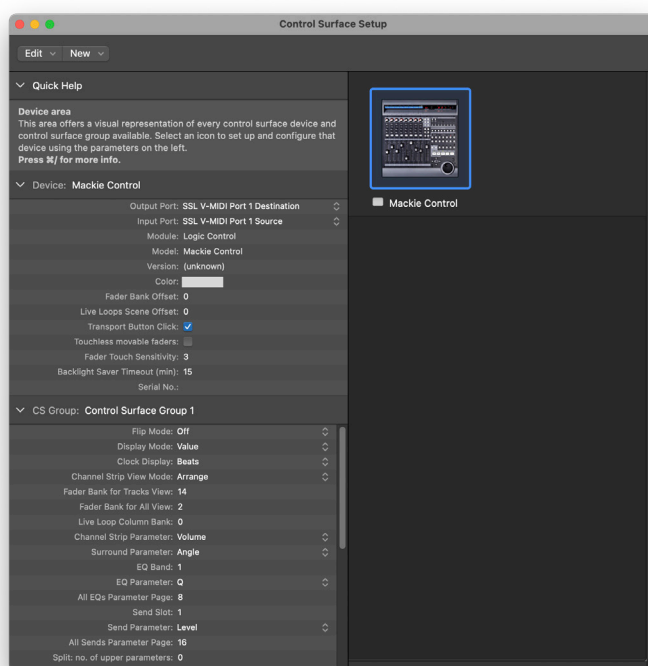 Control Surface Setup
Edit
New
Quick Help
Device area
This area offers a visual representation of every control surface device and
control surface group available. Select an icon to set up and configure that
device using the parameters on the left.
Press ⌘/ for more info.
Device: Mackie Control
Output Port: SSL V-MIDI Port 1 Destination
Input Port: SSL V-MIDI Port 1 Source
Module: Logic Control
Model: Mackie Control
Version: (unknown)
Color:
Fader Bank Offset: 0
Live Loops Scene Offset: 0
Transport Button Click:
Touchless movable faders:
Fader Touch Sensitivity: 3
Backlight Saver Timeout (min): 15
Serial No.:
CS Group: Control Surface Group 1
Flip Mode: Off
Display Mode: Value
Clock Display: Beats
Channel Strip View Mode: Arrange
Fader Bank for Tracks View: 14
Fader Bank for All View: 2
Live Loop Column Bank: 0
Channel Strip Parameter: Volume
Surround Parameter: Angle
EQ Band: 1
EQ Parameter: Q
All EQs Parameter Page: 8
Send Slot: 1
Send Parameter: Level
All Sends Parameter Page: 16
Split: no. of upper parameters: 0
Mackie Control